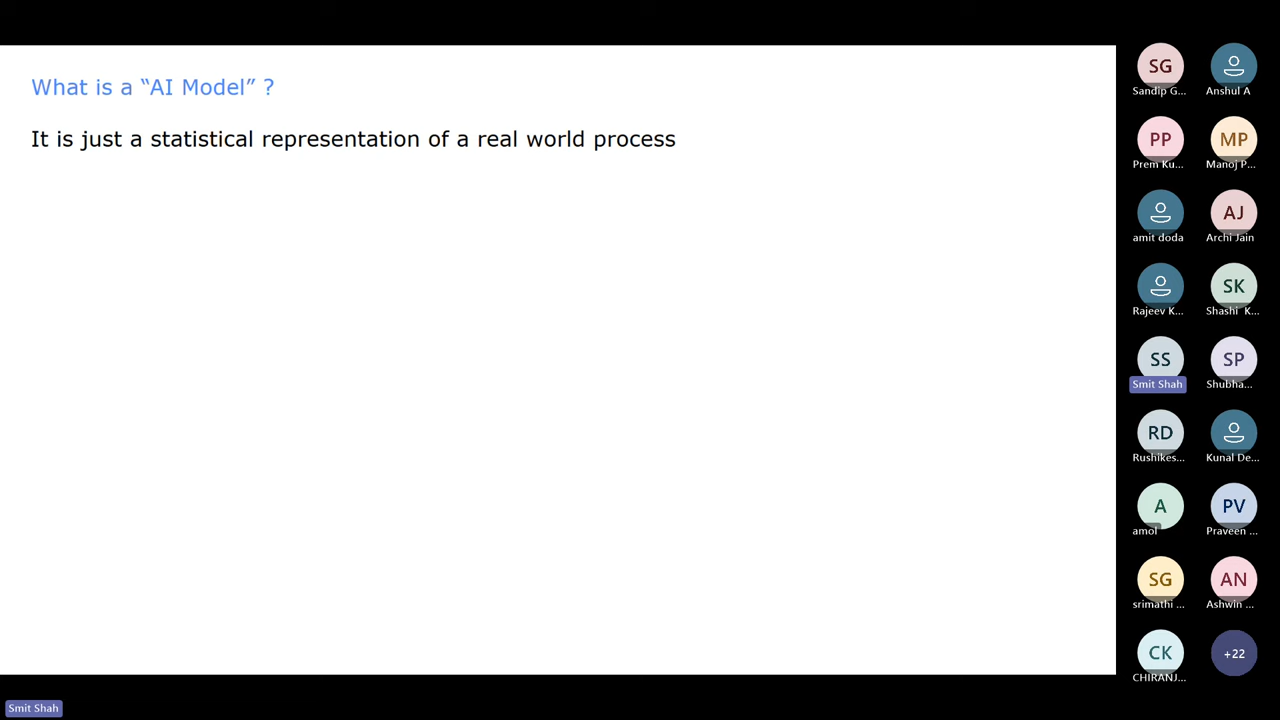 What is a “AI Model” ?
It is just a statistical representation of a real world process
SG
Sandip G...
Anshul A
PP
Prem Ku...
MP
Manoj P...
amit doda
AJ
Archi Jain
Rajeev K...
SK
Shashi K...
SS
Smit Shah
SP
Shubha...
RD
Rushikes...
Kunal De...
A
amol
PV
Praveen ...
SG
srimathi ...
AN
Ashwin ...
CK
CHIRANJ...
+22
Smit Shah